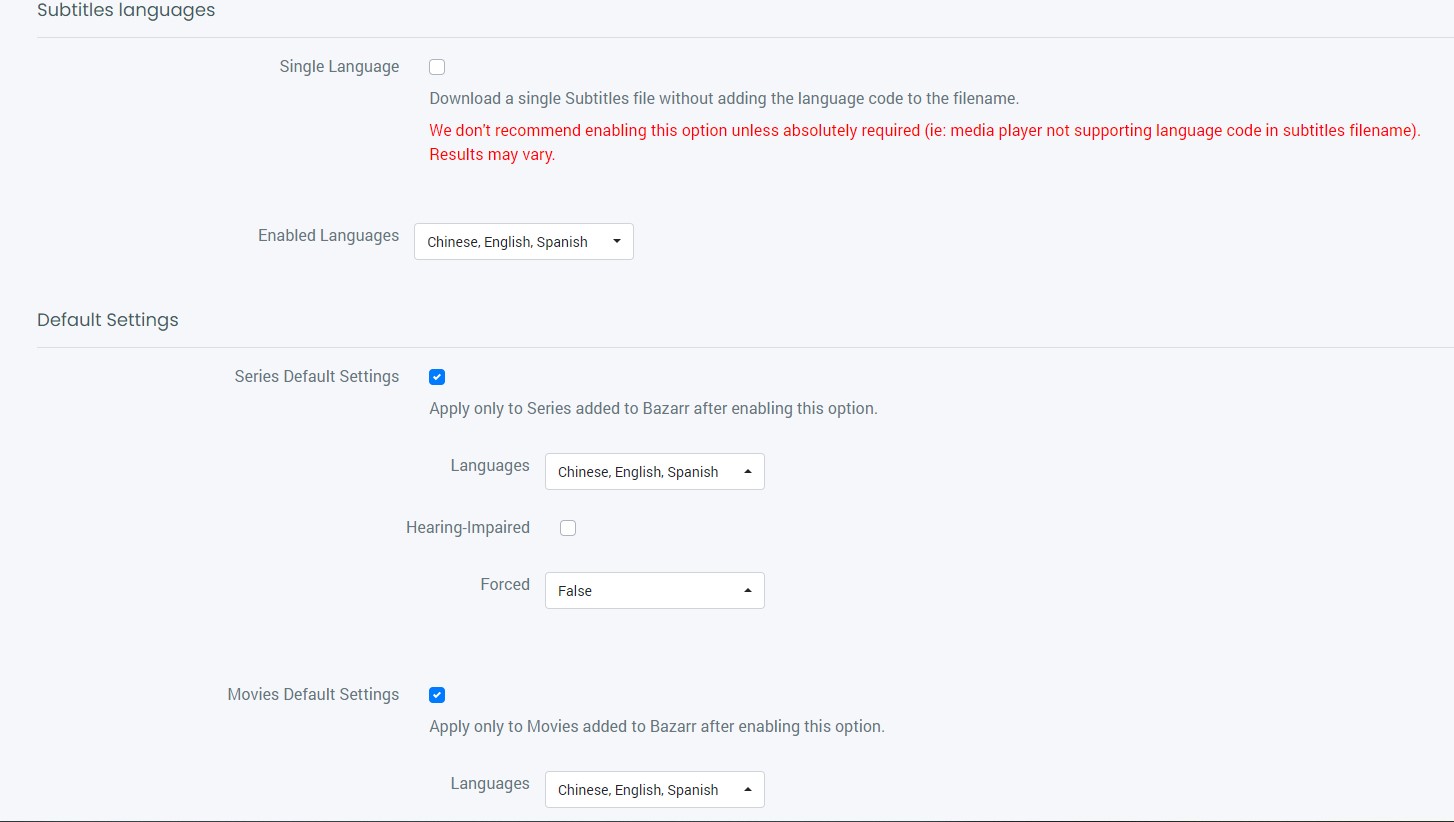 Subtitles languages
Single Language
Download a single Subtitles file without adding the language code to the filename.
We don't recommend enabling this option unless absolutely required (ie: media player not supporting language code in subtitles filename).
Results may vary.
Enabled Languages
Chinese, English, Spanish
Default Settings
Series Default Settings
Apply only to Series added to Bazarr after enabling this option.
Languages
Chinese, English, Spanish
Hearing-Impaired
Forced
False
Movies Default Settings
Apply only to Movies added to Bazarr after enabling this option.
Languages
Chinese, English, Spanish